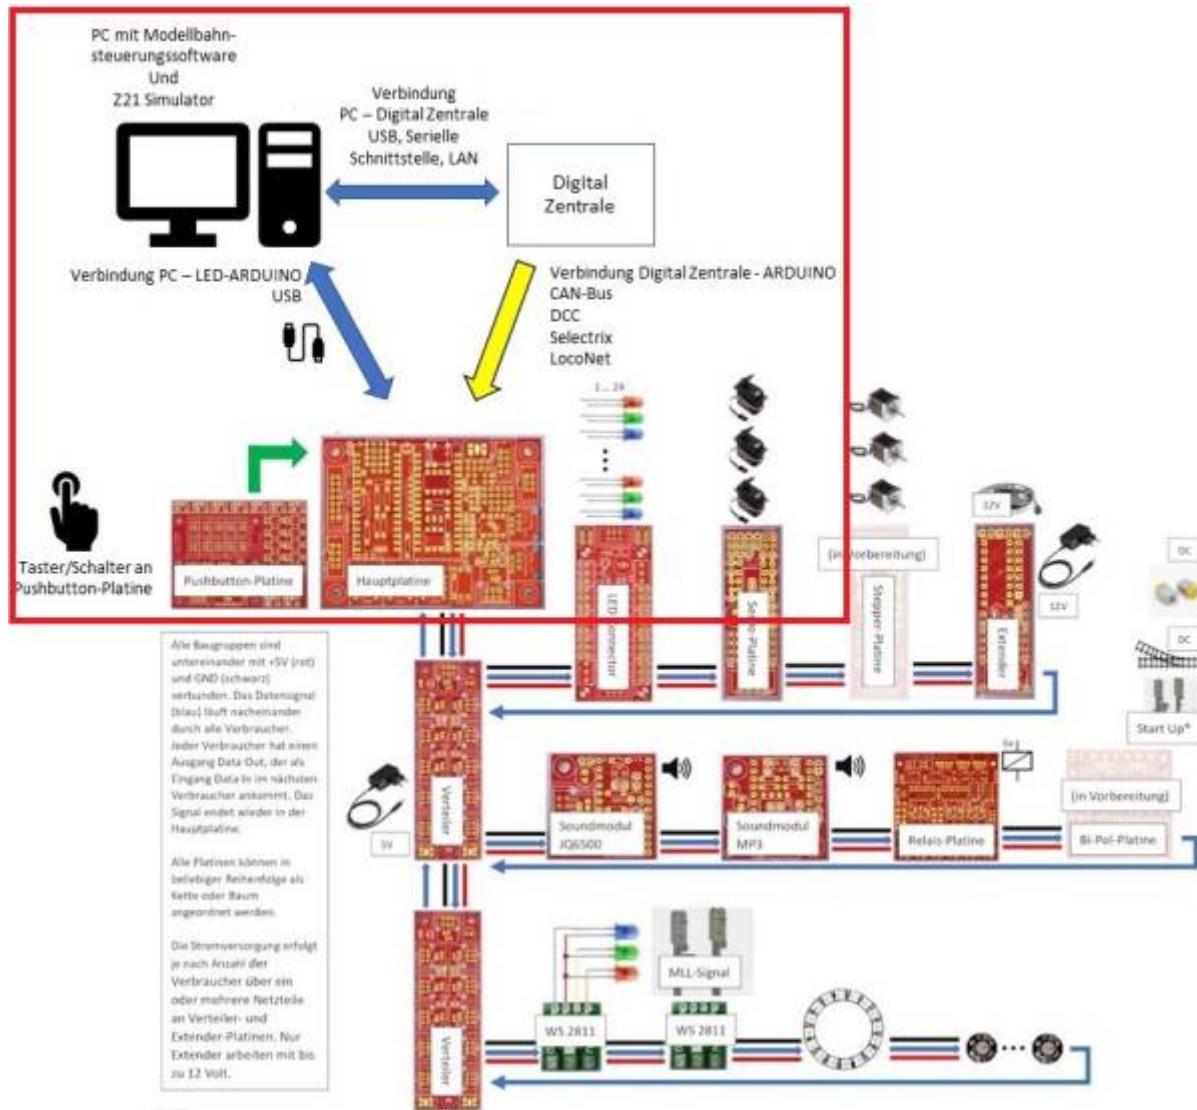 PC mit Modellbahn-
steuerungssoftware
Und
Z21 Simulator
Verbindung
PC – Digital Zentrale
USB, Serielle
Schnittstelle, LAN
Digital
Zentrale
Verbindung PC – LED-ARDUINO
USB
Verbindung Digital Zentrale - ARDUINO
CAN-Bus
DCC
Selectrix
LocoNet
1 ... 24
Taster/Schalter an
Pushbutton-Platine
Pushbutton-Platine
Hauptplatine
LED-Connector
Servo-Platine
(in Vorbereitung)
Stepper-Platine
12V
Extender
12V
DC
DC
Start Up*
Alle Baugruppen sind
untereinander mit +5V (rot)
und GND (schwarz)
verbunden. Das Datensignal
(blau) läuft nacheinander
durch alle Verbraucher.
Jeder Verbraucher hat einen
Ausgang Data Out, der als
Eingang Data In im nächsten
Verbraucher ankommt. Das
Signal endet wieder in der
Hauptplatine.
Alle Platinen können in
beliebiger Reihenfolge als
Kette oder Baum
angeordnet werden.
Die Stromversorgung erfolgt
je nach Anzahl der
Verbraucher über ein
oder mehrere Netzteile
an Verteiler- und
Extender-Platinen. Nur
Extender arbeiten mit bis
zu 12 Volt.
5V
Verteiler
Soundmodul
JQ6500
Soundmodul
MP3
Relais-Platine
(in Vorbereitung)
Bi-Pol-Platine
Verteiler
WS 2811
MLL-Signal
WS 2811